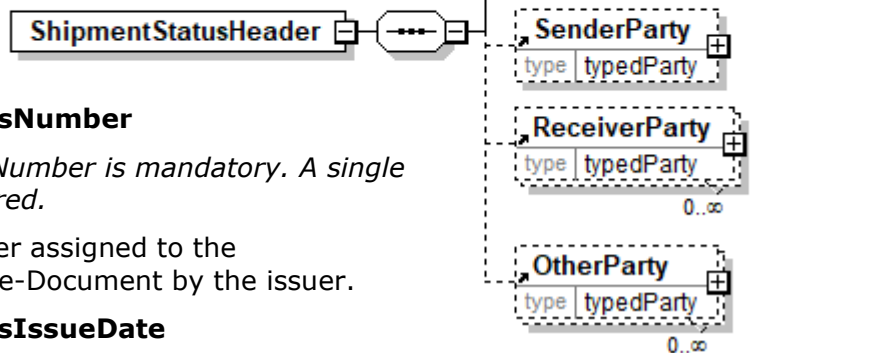 ShipmentStatusHeader
SenderParty
type typedParty
ReceiverParty
type typedParty
0..∞
OtherParty
type typedParty
0..∞
sNumber
Number is mandatory. A single
red.
er assigned to the
e-Document by the issuer.
sIssueDate